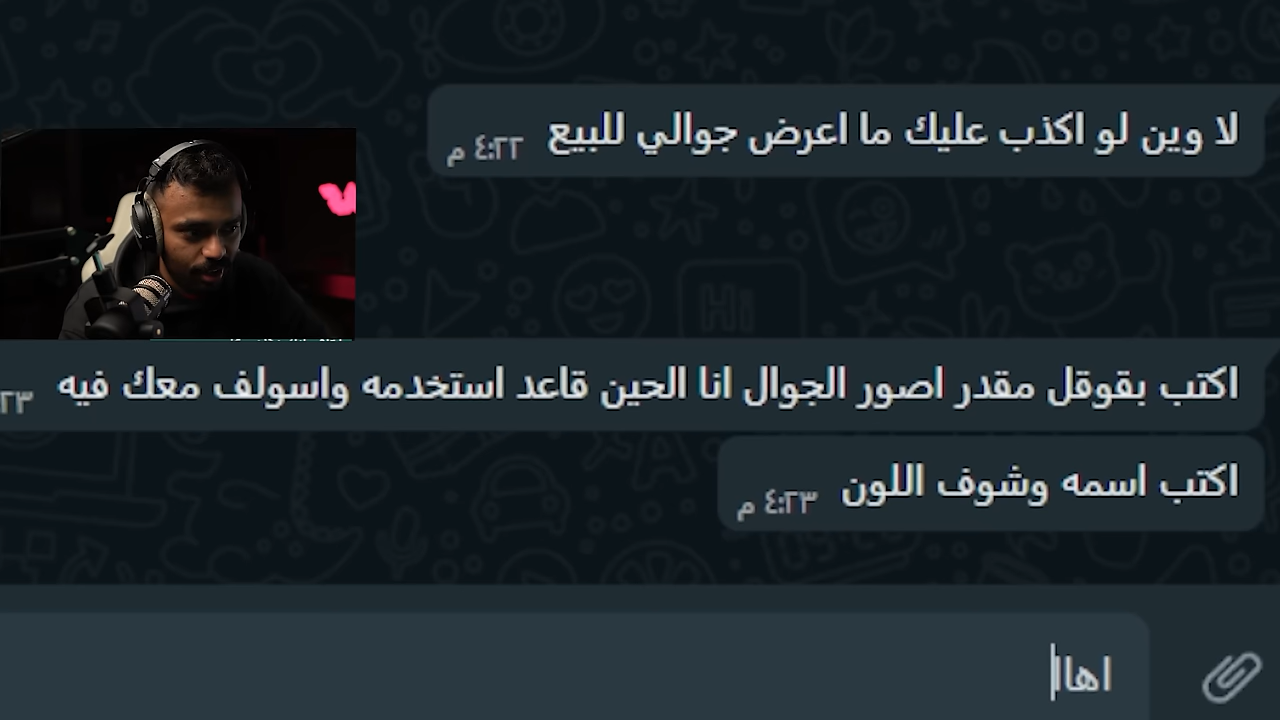 لا وين لو اكذب عليك ما اعرض جوالي للبيع
٤:٢٢ م
اكتب بقوقل مقدر اصور الجوال انا الحين قاعد استخدمه واسولف معك فيه
٢٣
اكتب اسمه وشوف اللون
٤:٢٣ م
اهاا